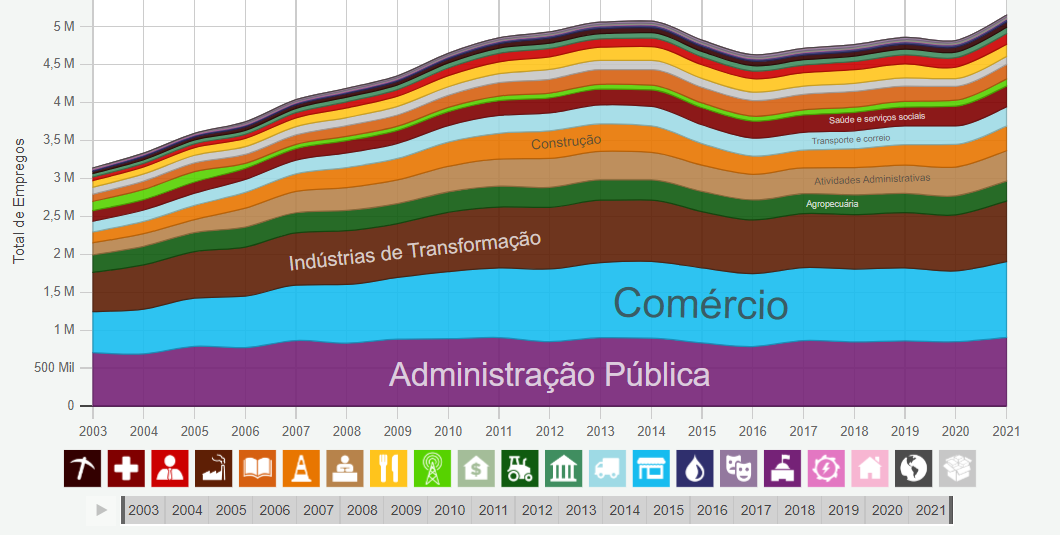 Total de Empregos
5 M
4,5 M
4 M
3,5 M
3 M
2,5 M
2 M
1,5 M
1 M
500 Mil
0
Saúde e serviços sociais
Construção
Transporte e correio
Atividades Administrativas
Agropecuária
Indústrias de Transformação
Comércio
Administração Pública
2003 2004 2005 2006 2007 2008 2009 2010 2011 2012 2013 2014 2015 2016 2017 2018 2019 2020 2021
$
2003 2004 2005 2006 2007 2008 2009 2010 2011 2012 2013 2014 2015 2016 2017 2018 2019 2020 2021